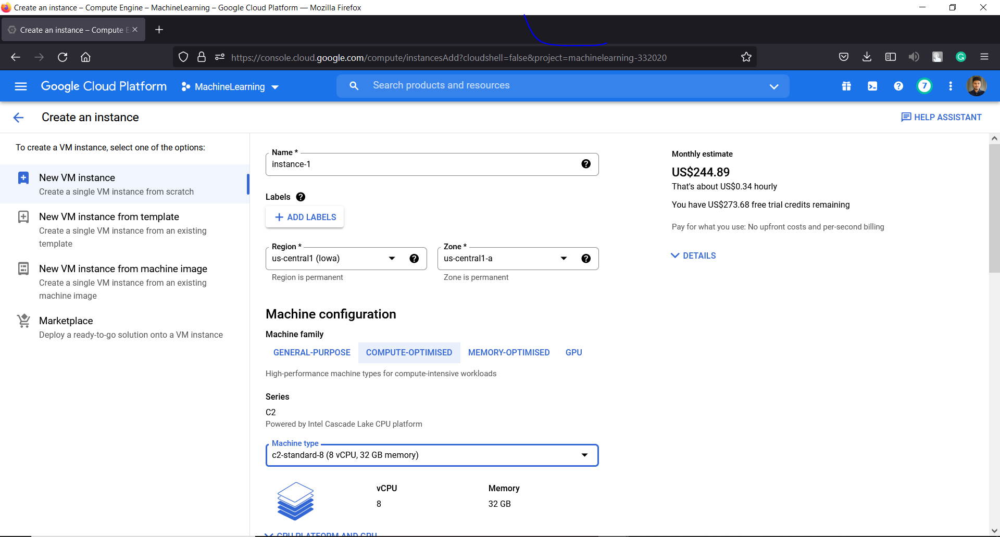 Create an instance – Compute Engine – MachineLearning – Google Cloud Platform — Mozilla Firefox
Create an instance – Compute E
https://console.cloud.google.com/compute/instancesAdd?cloudshell=false&project=machinelearning-332020
Google Cloud Platform
MachineLearning
Search products and resources
7
Create an instance
HELP ASSISTANT
To create a VM instance, select one of the options:
New VM instance
Create a single VM instance from scratch
New VM instance from template
Create a single VM instance from an existing
template
New VM instance from machine image
Create a single VM instance from an existing
machine image
Marketplace
Deploy a ready-to-go solution onto a VM instance
Name *
instance-1
Labels
ADD LABELS
Region *
us-central1 (Iowa)
Region is permanent
Zone *
us-central1-a
Zone is permanent
Machine configuration
Machine family
GENERAL-PURPOSE
COMPUTE-OPTIMISED
MEMORY-OPTIMISED
GPU
High-performance machine types for compute-intensive workloads
Series
C2
Powered by Intel Cascade Lake CPU platform
Machine type
c2-standard-8 (8 vCPU, 32 GB memory)
vCPU
8
Memory
32 GB
CPU PLATFORM AND GPU
Monthly estimate
US$244.89
That's about US$0.34 hourly
You have US$273.68 free trial credits remaining
Pay for what you use: No upfront costs and per-second billing
DETAILS